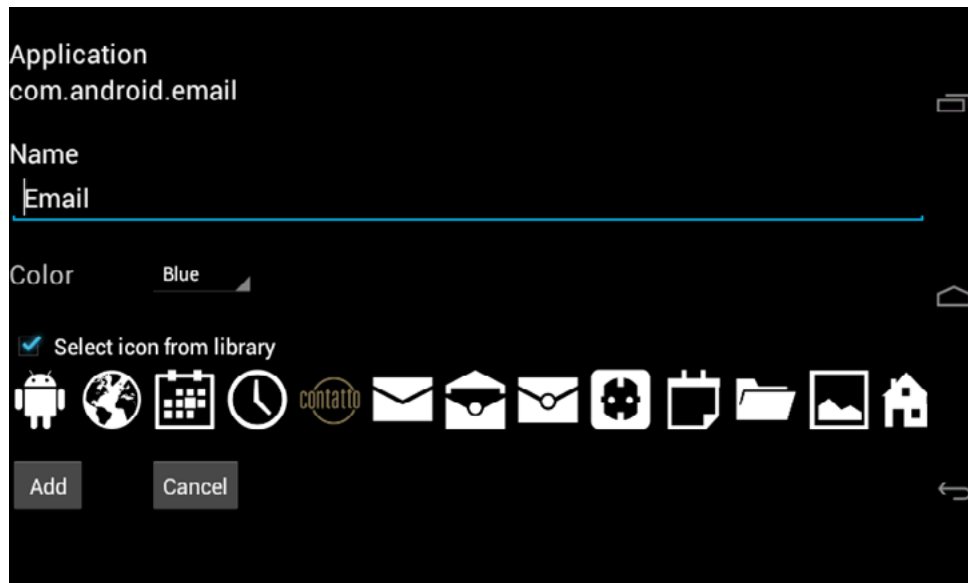 Application
com.android.email
Name
Email
Color Blue
Select icon from library
contatto
Add Cancel